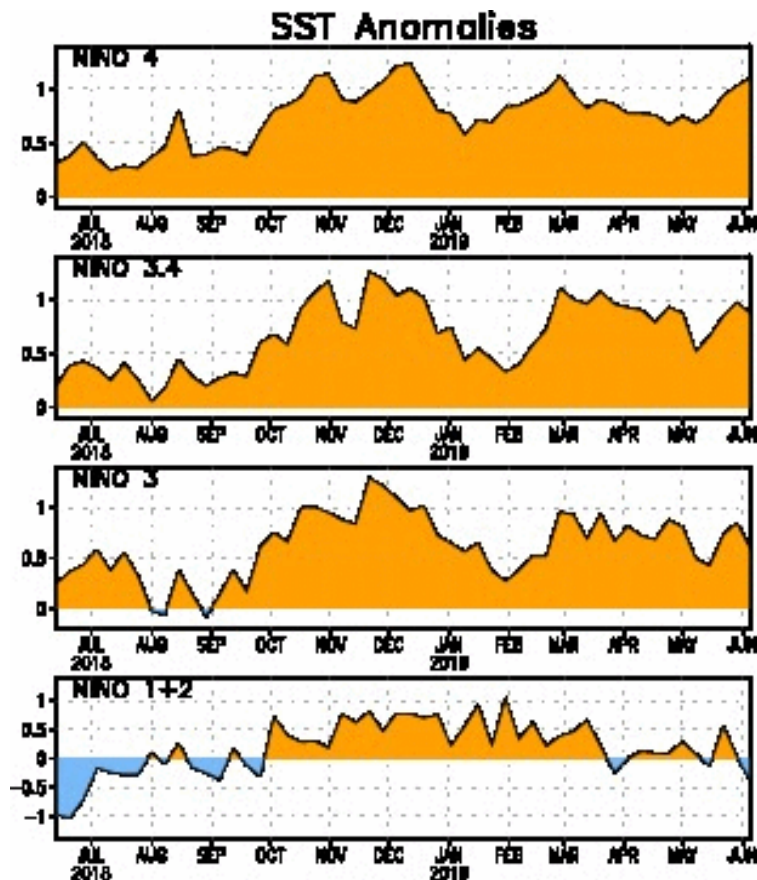 SST Anomalies
NINO 4
1
0.5
0
JUL AUG SEP OCT NOV DEC JAN FEB MAR APR MAY JUN
2018 2019
NINO 3.4
1
0.5
0
JUL AUG SEP OCT NOV DEC JAN FEB MAR APR MAY JUN
2018 2019
NINO 3
1
0.5
0
JUL AUG SEP OCT NOV DEC JAN FEB MAR APR MAY JUN
2018 2019
NINO 1+2
1
0.5
0
-0.5
-1
JUL AUG SEP OCT NOV DEC JAN FEB MAR APR MAY JUN
2018 2019